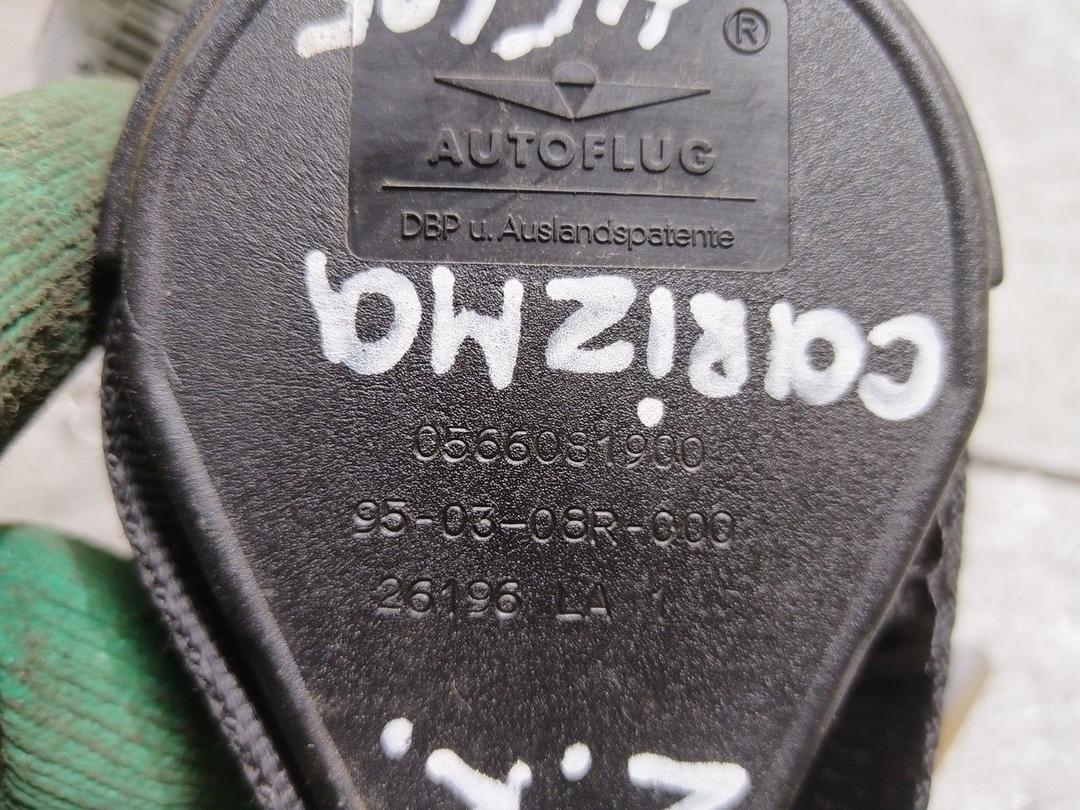 ®
AUTOFLUG
DBP u. Auslandspatente
CaRiZMa
0566081900
95-03-08R-000
26196 LA 1